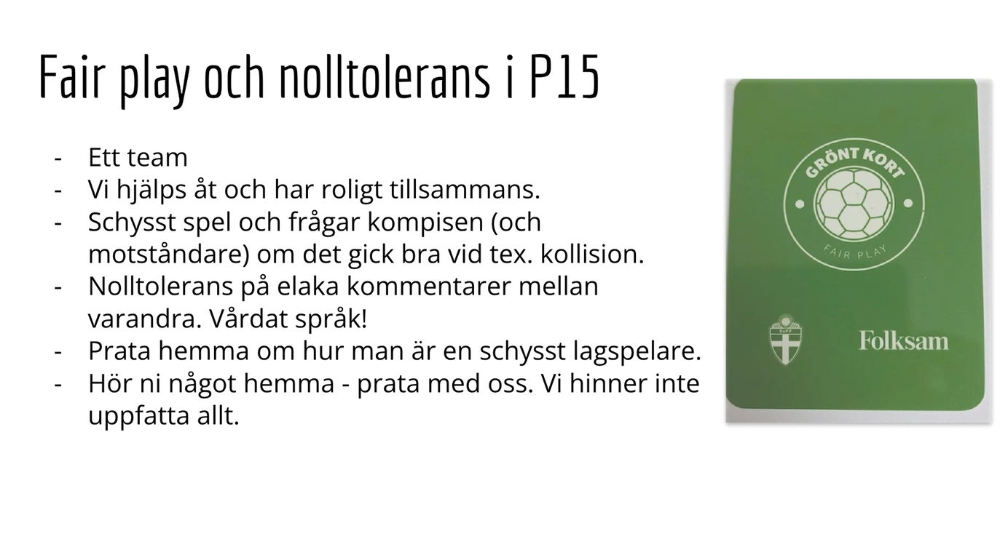 Fair play och nolltolerans i P15
- Ett team
- Vi hjälps åt och har roligt tillsammans.
- Schysst spel och frågar kompisen (och
motståndare) om det gick bra vid tex. kollision.
- Nolltolerans på elaka kommentarer mellan
varandra. Vårdat språk!
- Prata hemma om hur man är en schysst lagspelare.
- Hör ni något hemma - prata med oss. Vi hinner inte
uppfatta allt.
GRÖNT KORT
FAIR PLAY
SvFF
Folksam